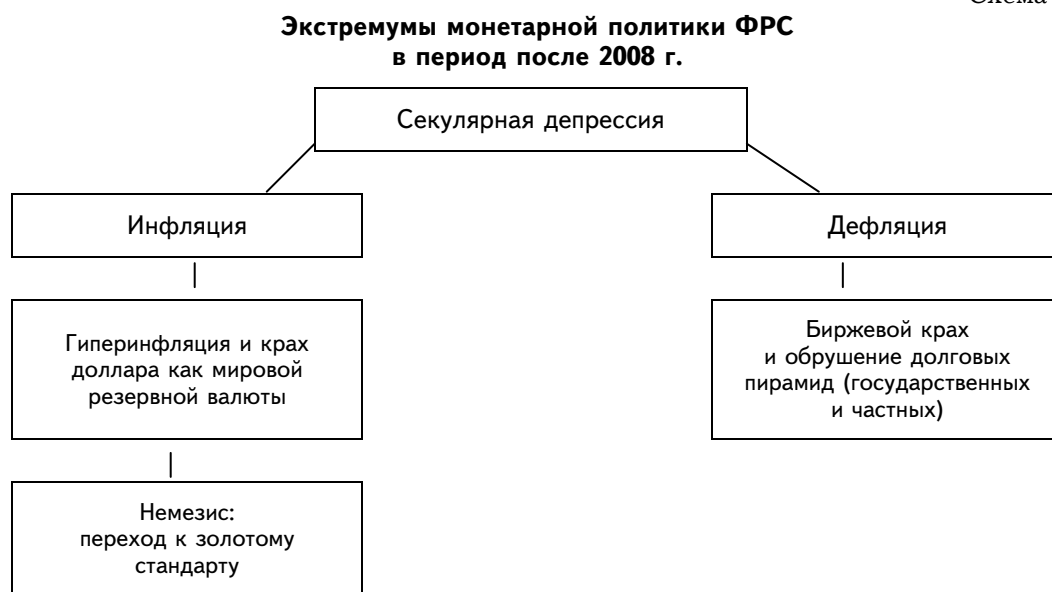 Схема
Экстремумы монетарной политики ФРС
в период после 2008 г.
Секулярная депрессия
Инфляция
Дефляция
Гиперинфляция и крах
доллара как мировой
резервной валюты
Биржевой крах
и обрушение долговых
пирамид (государственных
и частных)
Немезис:
переход к золотому
стандарту